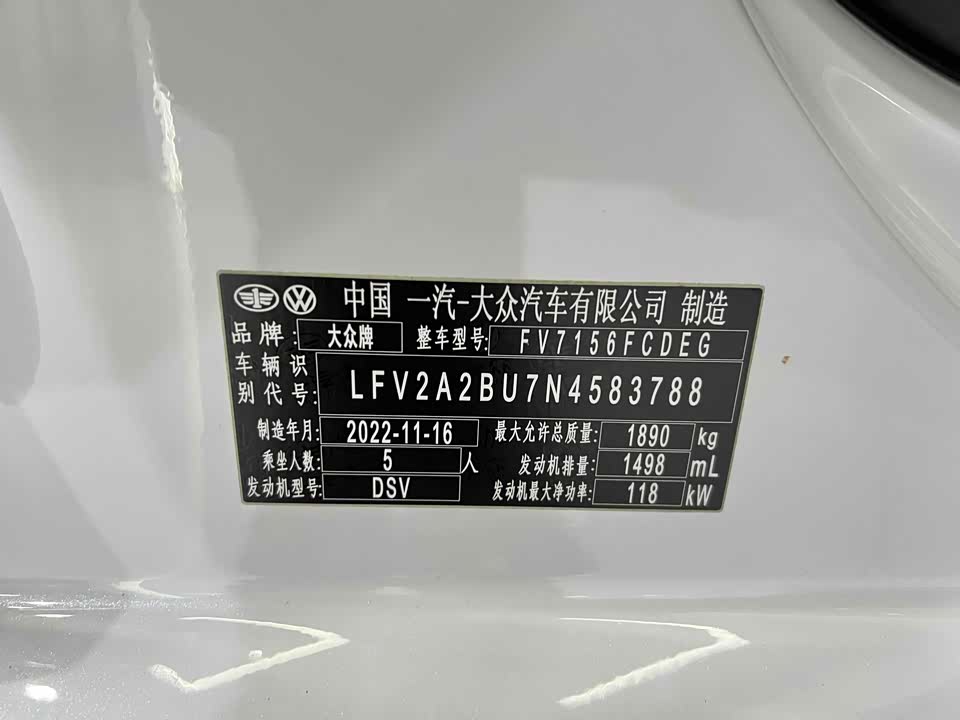 中国 一汽-大众汽车有限公司 制造
品牌: 大众牌 整车型号: FV7156FCDEG
车辆识别代号: LFV2A2BU7N4583788
制造年月: 2022-11-16 最大允许总质量: 1890 kg
乘坐人数: 5 人 发动机排量: 1498 mL
发动机型号: DSV 发动机最大净功率: 118 kW